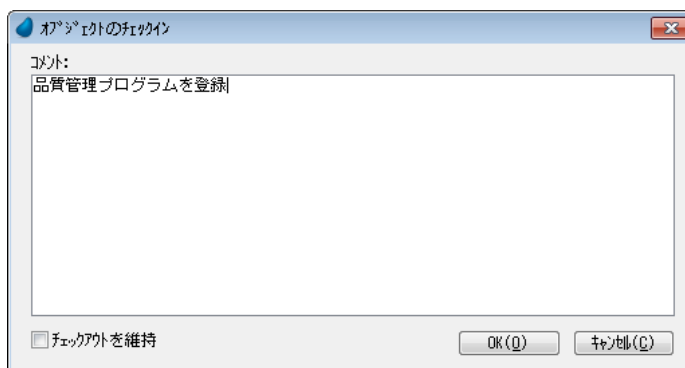 ｵﾌﾞｼﾞｪｸﾄのﾁｪｯｸｲﾝ
ｺﾒﾝﾄ:
品質管理プログラムを登録
ﾁｪｯｸｱｳﾄを維持
OK(O)
ｷｬﾝｾﾙ(C)